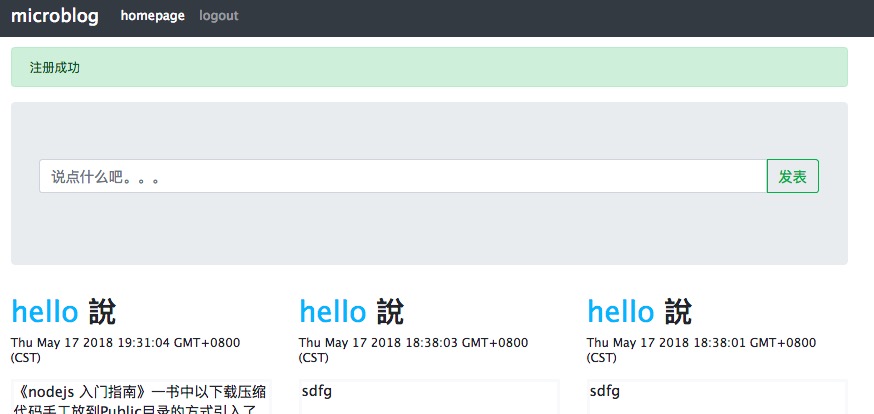 microblog homepage logout
注册成功
说点什么吧。。。 发表
hello 說
Thu May 17 2018 19:31:04 GMT+0800
(CST)
《nodejs 入门指南》一书中以下载压缩
代码手工放到Public目录的方式引入了
hello 說
Thu May 17 2018 18:38:03 GMT+0800
(CST)
sdfg
hello 說
Thu May 17 2018 18:38:01 GMT+0800
(CST)
sdfg